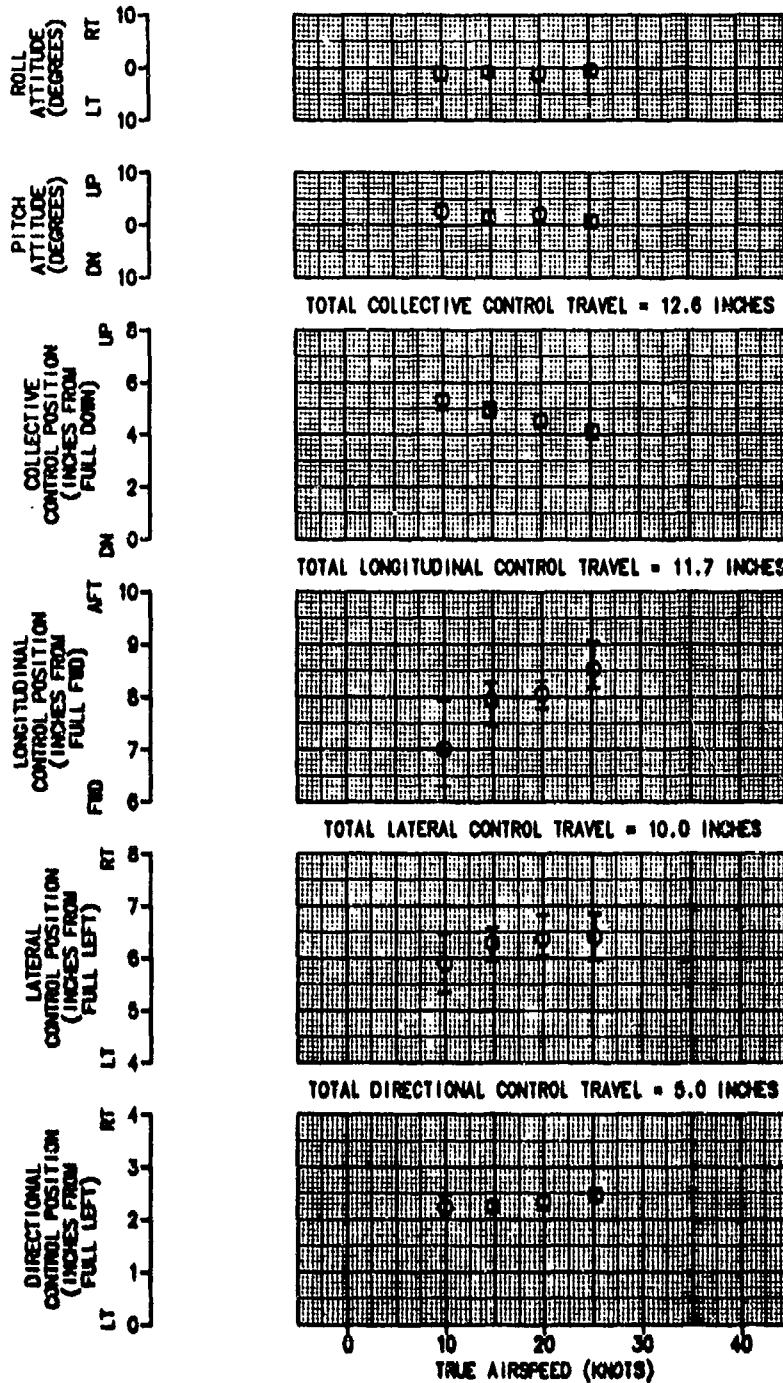 ROLL
ATTITUDE
(DEGREES)
LT RT
10
0
10
PITCH
ATTITUDE
(DEGREES)
DN UP
10
0
10
TOTAL COLLECTIVE CONTROL TRAVEL = 12.6 INCHES
COLLECTIVE
CONTROL POSITION
(INCHES FROM
FULL DOWN)
DN UP
8
6
4
2
0
TOTAL LONGITUDINAL CONTROL TRAVEL = 11.7 INCHES
LONGITUDINAL
CONTROL POSITION
(INCHES FROM
FULL FWD)
FWD AFT
10
9
8
7
6
TOTAL LATERAL CONTROL TRAVEL = 10.0 INCHES
LATERAL
CONTROL POSITION
(INCHES FROM
FULL LEFT)
LT RT
8
7
6
5
4
TOTAL DIRECTIONAL CONTROL TRAVEL = 5.0 INCHES
DIRECTIONAL
CONTROL POSITION
(INCHES FROM
FULL LEFT)
LT RT
4
3
2
1
0
0 10 20 30 40
TRUE AIRSPEED (KNOTS)